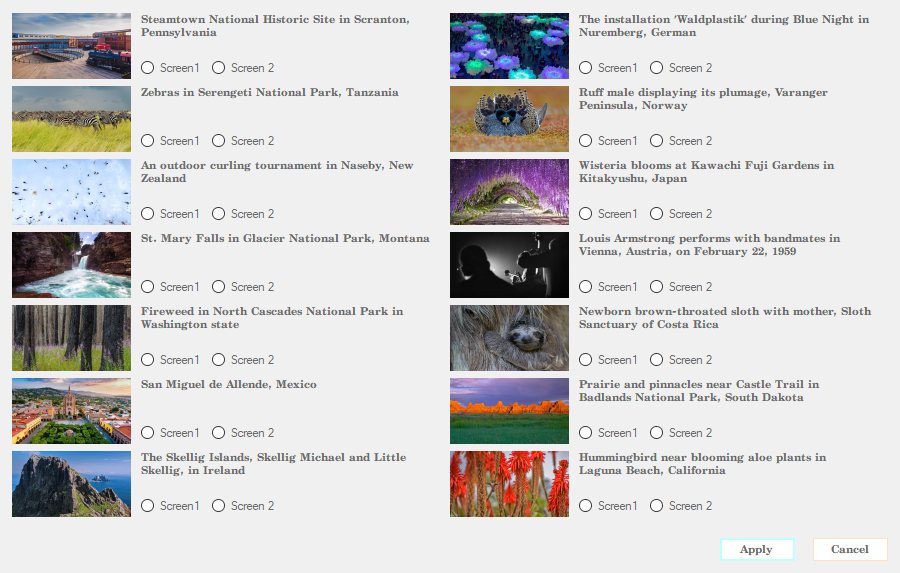 Steamtown National Historic Site in Scranton,
Pennsylvania
Screen1 Screen 2
Zebras in Serengeti National Park, Tanzania
Screen1 Screen 2
An outdoor curling tournament in Naseby, New
Zealand
Screen1 Screen 2
St. Mary Falls in Glacier National Park, Montana
Screen1 Screen 2
Fireweed in North Cascades National Park in
Washington state
Screen1 Screen 2
San Miguel de Allende, Mexico
Screen1 Screen 2
The Skellig Islands, Skellig Michael and Little
Skellig, in Ireland
Screen1 Screen 2
The installation 'Waldplastik' during Blue Night in
Nuremberg, German
Screen1 Screen 2
Ruff male displaying its plumage, Varanger
Peninsula, Norway
Screen1 Screen 2
Wisteria blooms at Kawachi Fuji Gardens in
Kitakyushu, Japan
Screen1 Screen 2
Louis Armstrong performs with bandmates in
Vienna, Austria, on February 22, 1959
Screen1 Screen 2
Newborn brown-throated sloth with mother, Sloth
Sanctuary of Costa Rica
Screen1 Screen 2
Prairie and pinnacles near Castle Trail in
Badlands National Park, South Dakota
Screen1 Screen 2
Hummingbird near blooming aloe plants in
Laguna Beach, California
Screen1 Screen 2
Apply Cancel